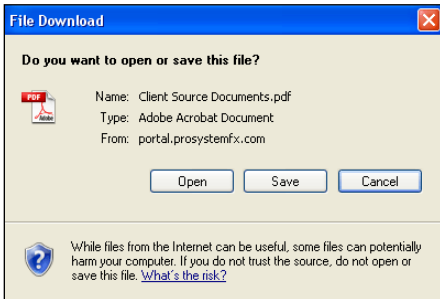 File Download
Do you want to open or save this file?
PDF
Adobe
Name: Client Source Documents.pdf
Type: Adobe Acrobat Document
From: portal.prosystemfx.com
Open Save Cancel
While files from the Internet can be useful, some files can potentially
harm your computer. If you do not trust the source, do not open or
save this file. What's the risk?